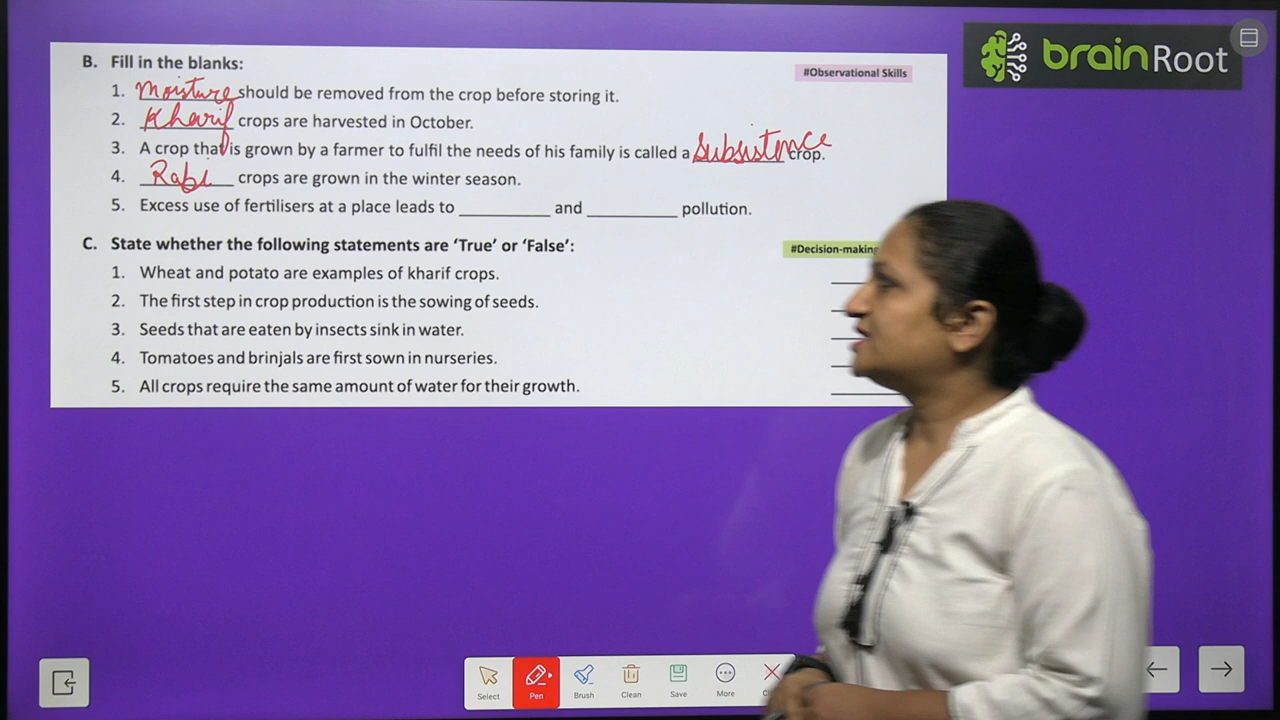 brainRoot
B. Fill in the blanks:
#Observational Skills
1. Moisture should be removed from the crop before storing it.
2. Kharif crops are harvested in October.
3. A crop that is grown by a farmer to fulfil the needs of his family is called a Subsistence crop.
4. Rabi crops are grown in the winter season.
5. Excess use of fertilisers at a place leads to __________ and __________ pollution.
C. State whether the following statements are 'True' or 'False':
#Decision-making
1. Wheat and potato are examples of kharif crops.
2. The first step in crop production is the sowing of seeds.
3. Seeds that are eaten by insects sink in water.
4. Tomatoes and brinjals are first sown in nurseries.
5. All crops require the same amount of water for their growth.
Select Pen Brush Clean Save More